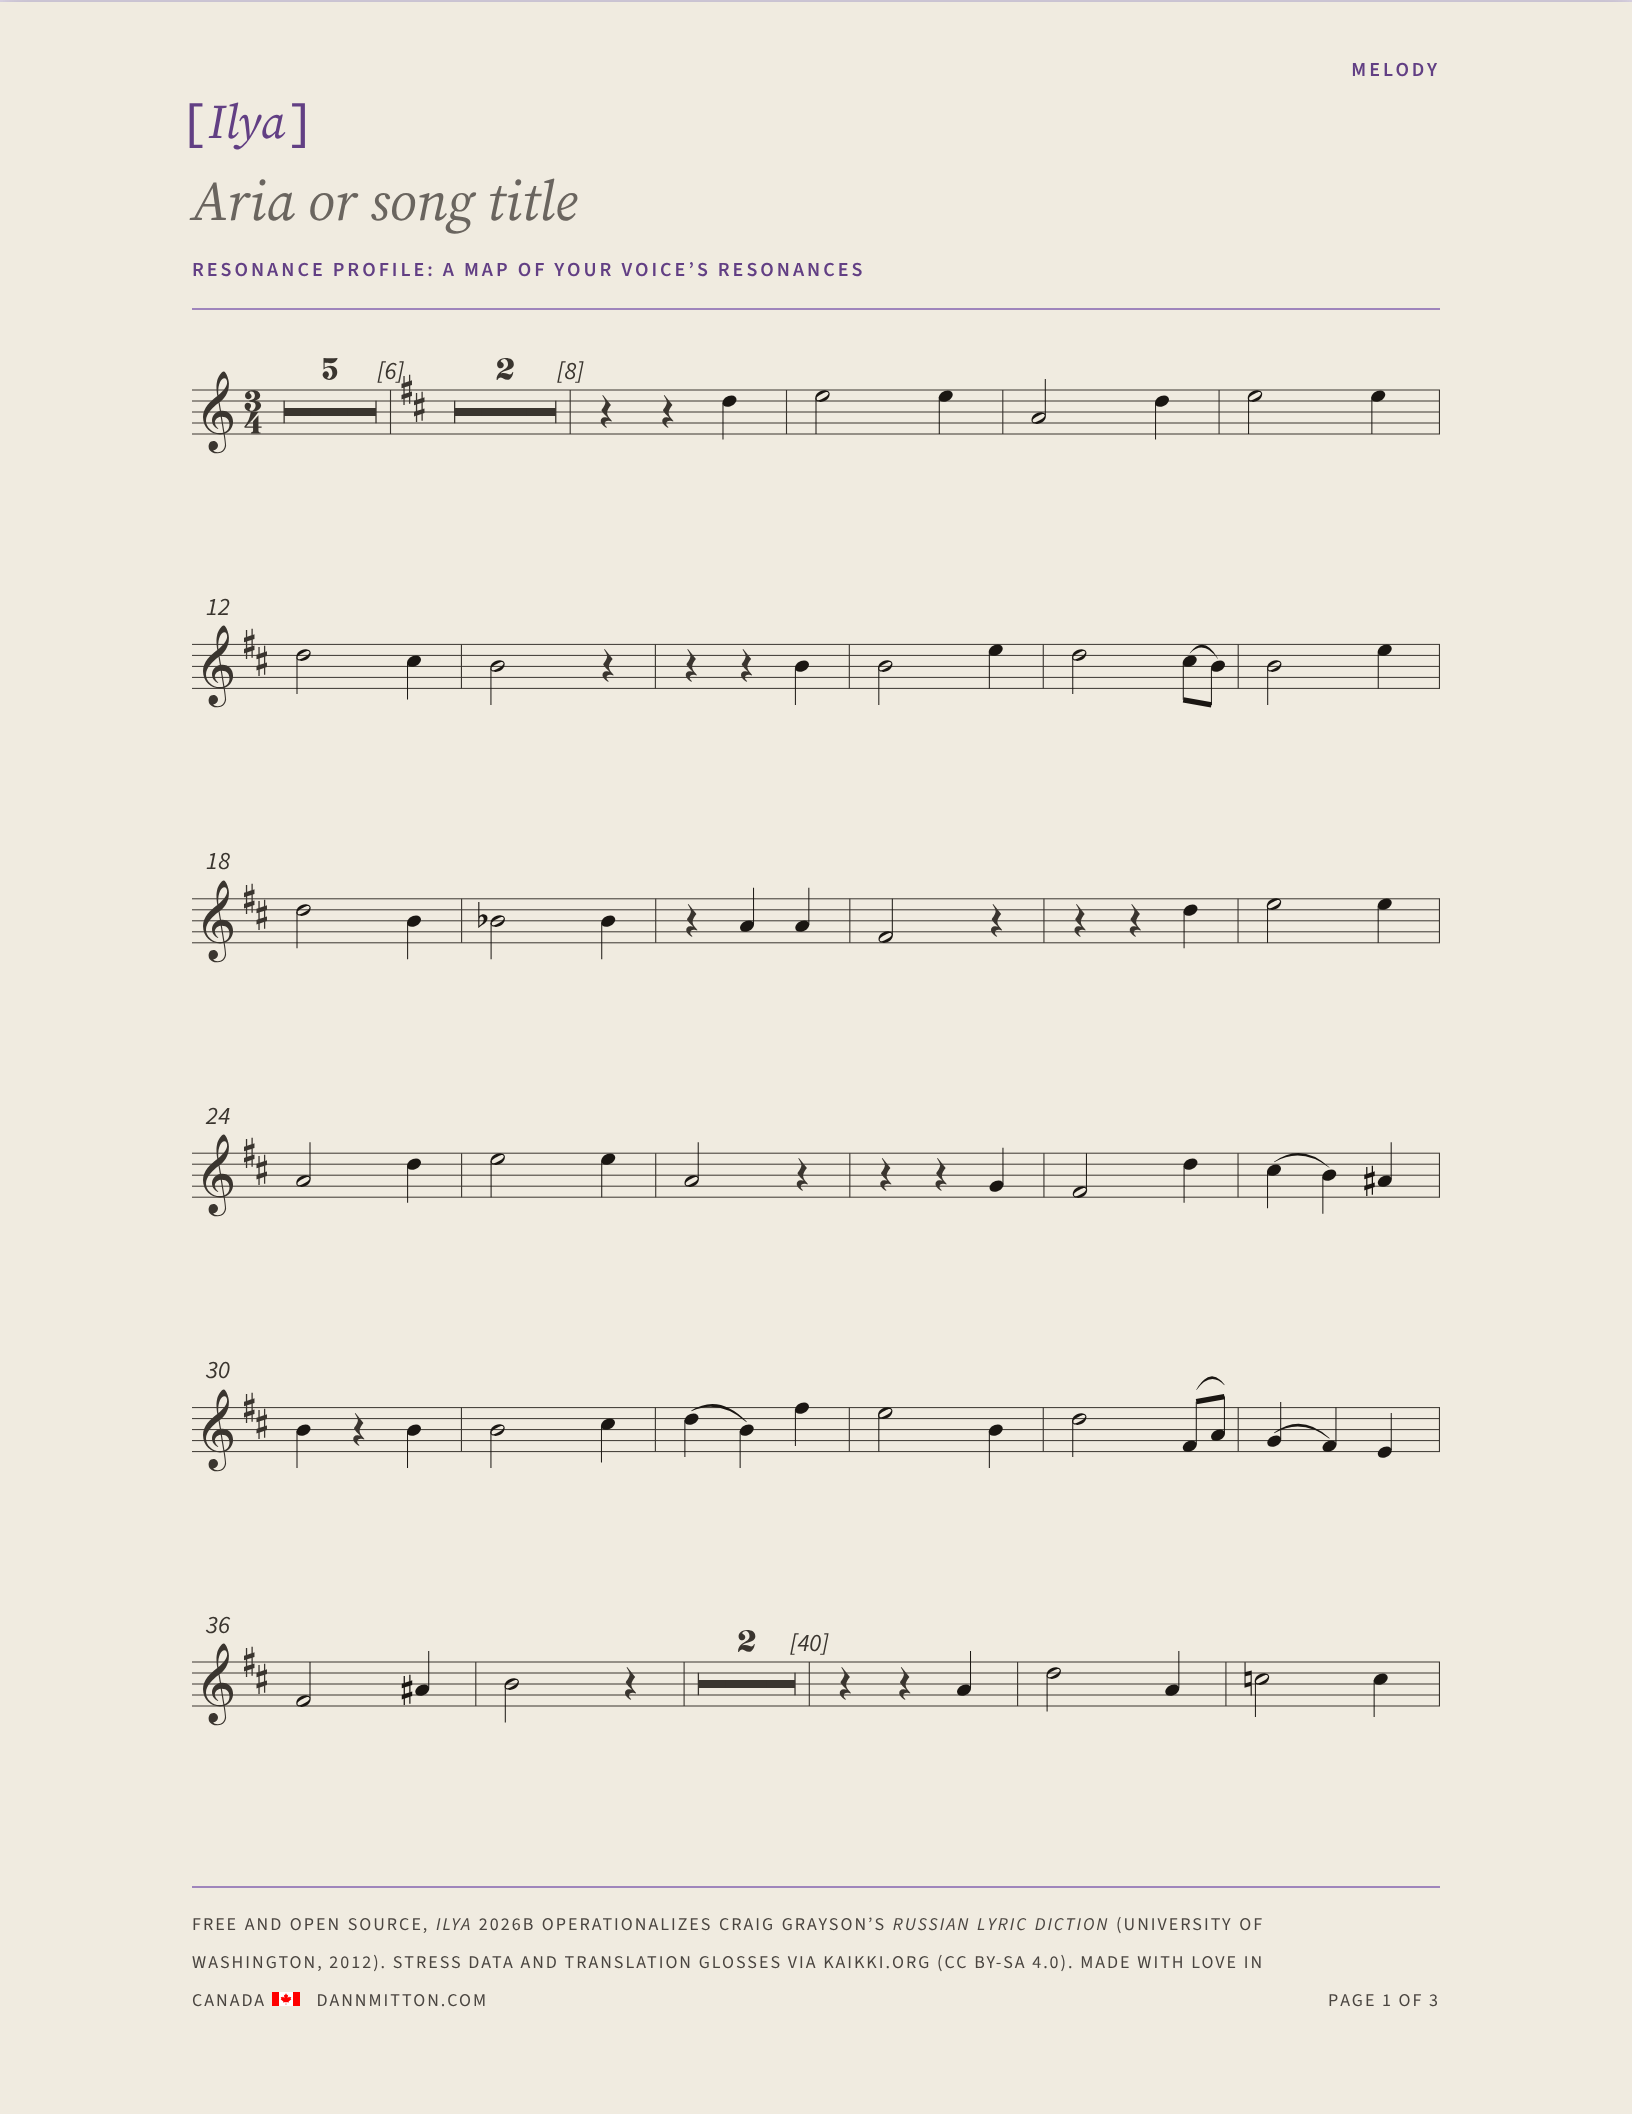 MELODY
[Ilya]
Aria or song title
RESONANCE PROFILE: A MAP OF YOUR VOICE’S RESONANCES
5 [6] 2 [8]
3
4
12
18
24
30
36
2 [40]
FREE AND OPEN SOURCE, ILYA 2026B OPERATIONALIZES CRAIG GRAYSON’S RUSSIAN LYRIC DICTION (UNIVERSITY OF
WASHINGTON, 2012). STRESS DATA AND TRANSLATION GLOSSES VIA KAIKKI.ORG (CC BY-SA 4.0). MADE WITH LOVE IN
CANADA 🇨🇦 DANNMITTON.COM
PAGE 1 OF 3